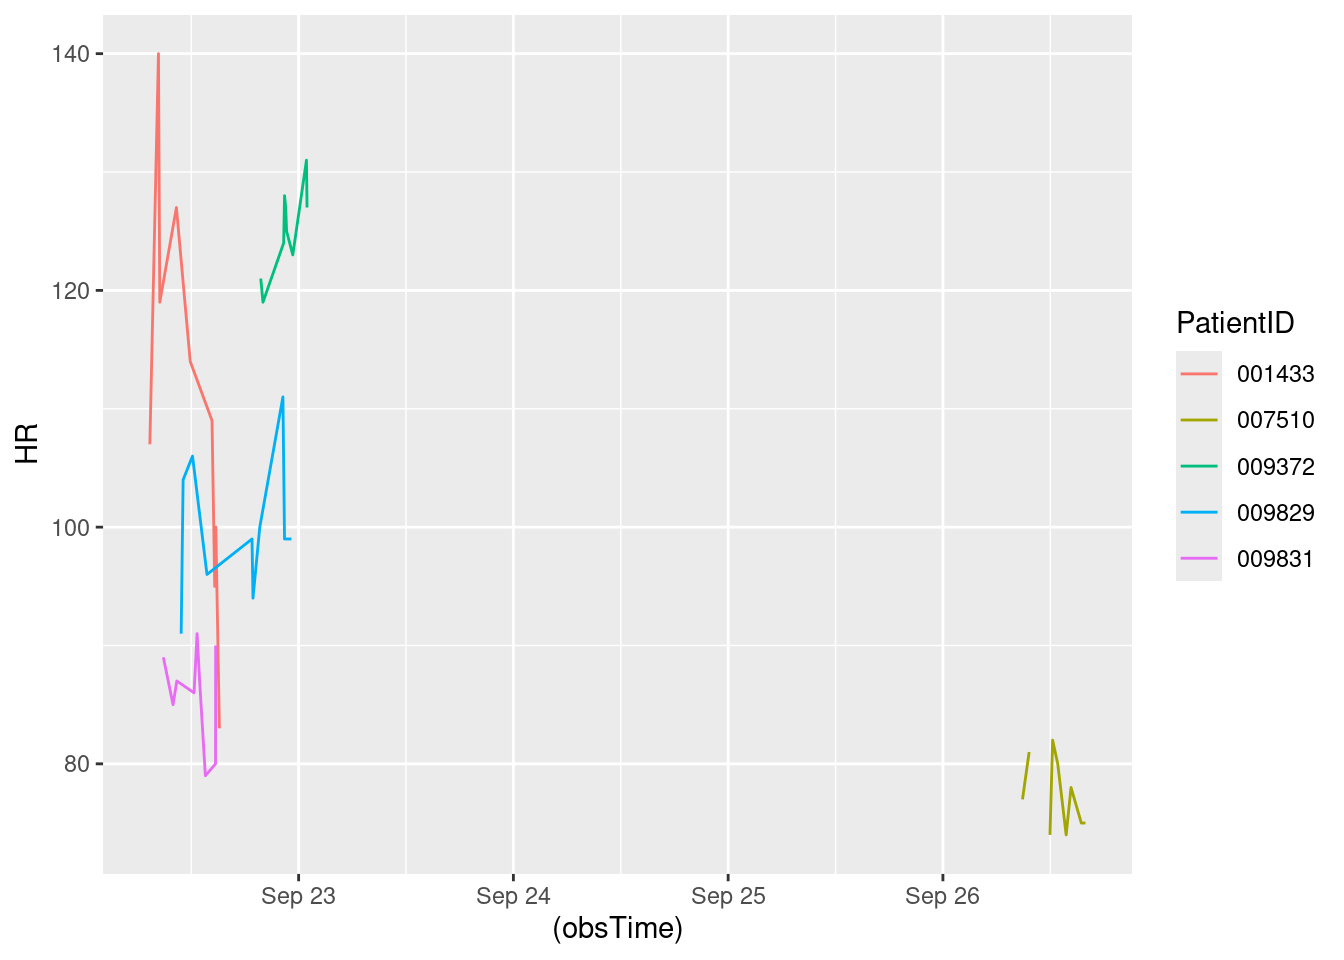 140
120
100
80
HR
Sep 23
Sep 24
Sep 25
Sep 26
(obsTime)
PatientID
001433
007510
009372
009829
009831